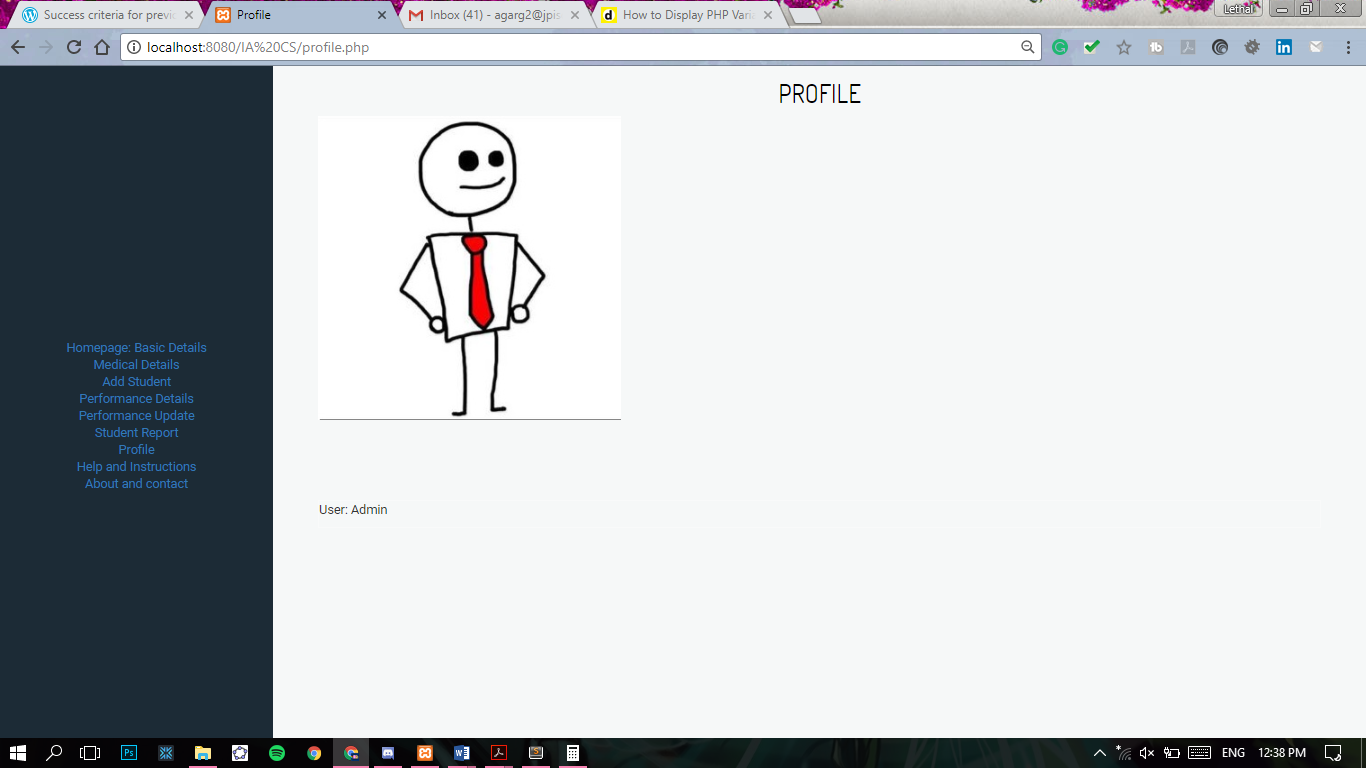 Success criteria for previo
Profile
Inbox (41) - agarg2@jpis
How to Display PHP Varia
Lethal
localhost:8080/IA%20CS/profile.php
PROFILE
Homepage: Basic Details
Medical Details
Add Student
Performance Details
Performance Update
Student Report
Profile
Help and Instructions
About and contact
User: Admin
ENG
12:38 PM